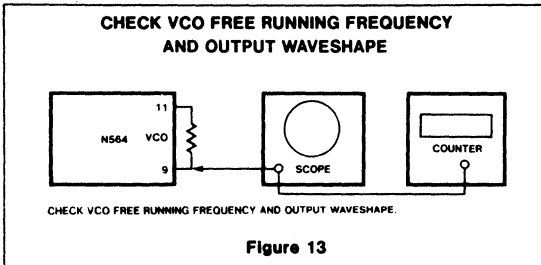 CHECK VCO FREE RUNNING FREQUENCY
AND OUTPUT WAVESHAPE
11
N564
VCO
9
SCOPE
COUNTER
CHECK VCO FREE RUNNING FREQUENCY AND OUTPUT WAVESHAPE.
Figure 13